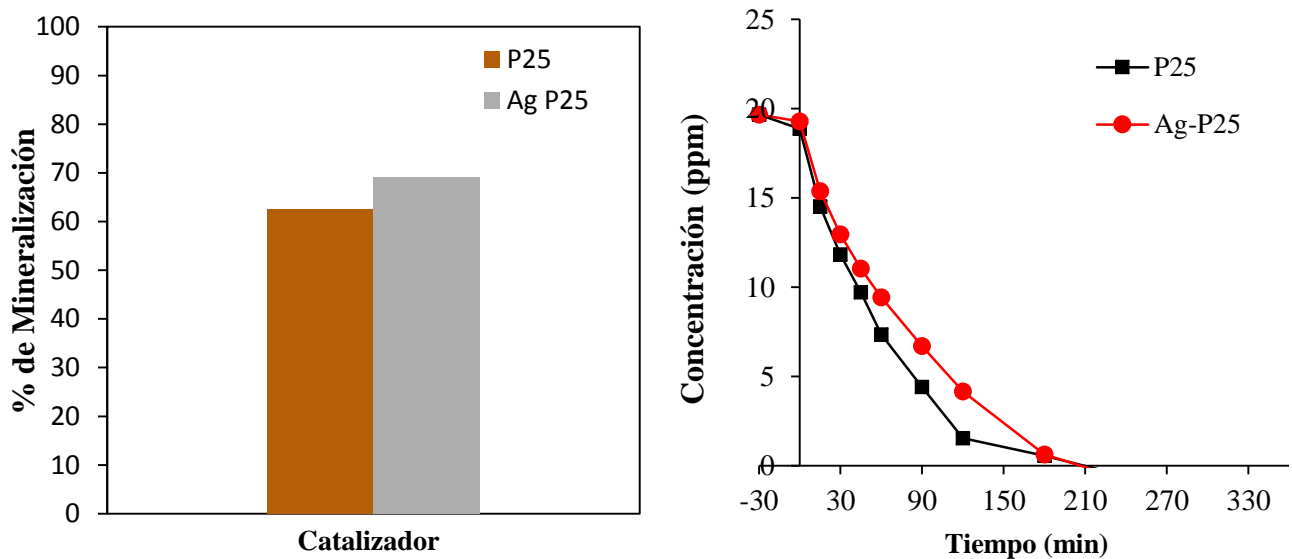 100
90
80
70
60
50
40
30
20
10
0
% de Mineralización
P25
Ag P25
Catalizador
25
20
15
10
5
0
Concentración (ppm)
P25
Ag-P25
-30 30 90 150 210 270 330
Tiempo (min)